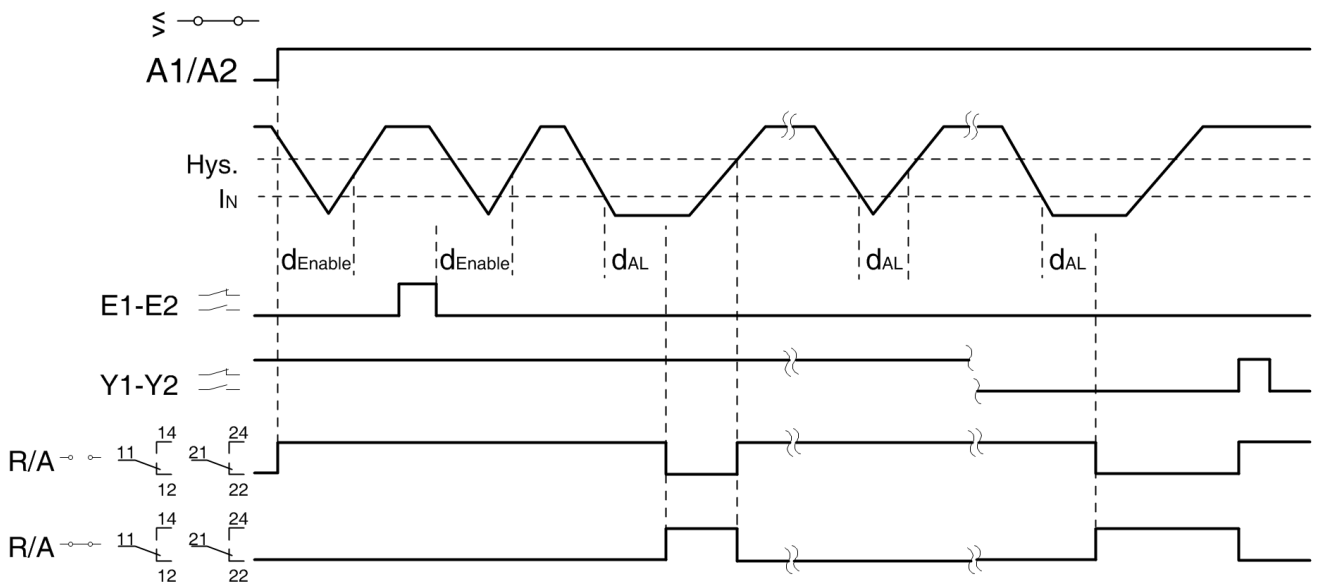 A1/A2
Hys.
IN
dEnable dEnable dAL dAL dAL
E1-E2
Y1-Y2
14 24
R/A 11 21
12 22
14 24
R/A 11 21
12 22